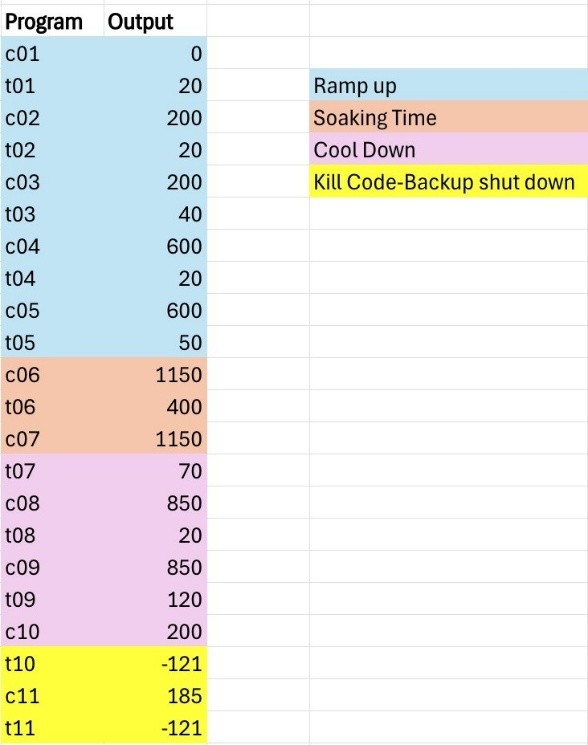 Program Output
c01 0
t01 20 Ramp up
c02 200 Soaking Time
t02 20 Cool Down
c03 200 Kill Code-Backup shut down
t03 40
c04 600
t04 20
c05 600
t05 50
c06 1150
t06 400
c07 1150
t07 70
c08 850
t08 20
c09 850
t09 120
c10 200
t10 -121
c11 185
t11 -121